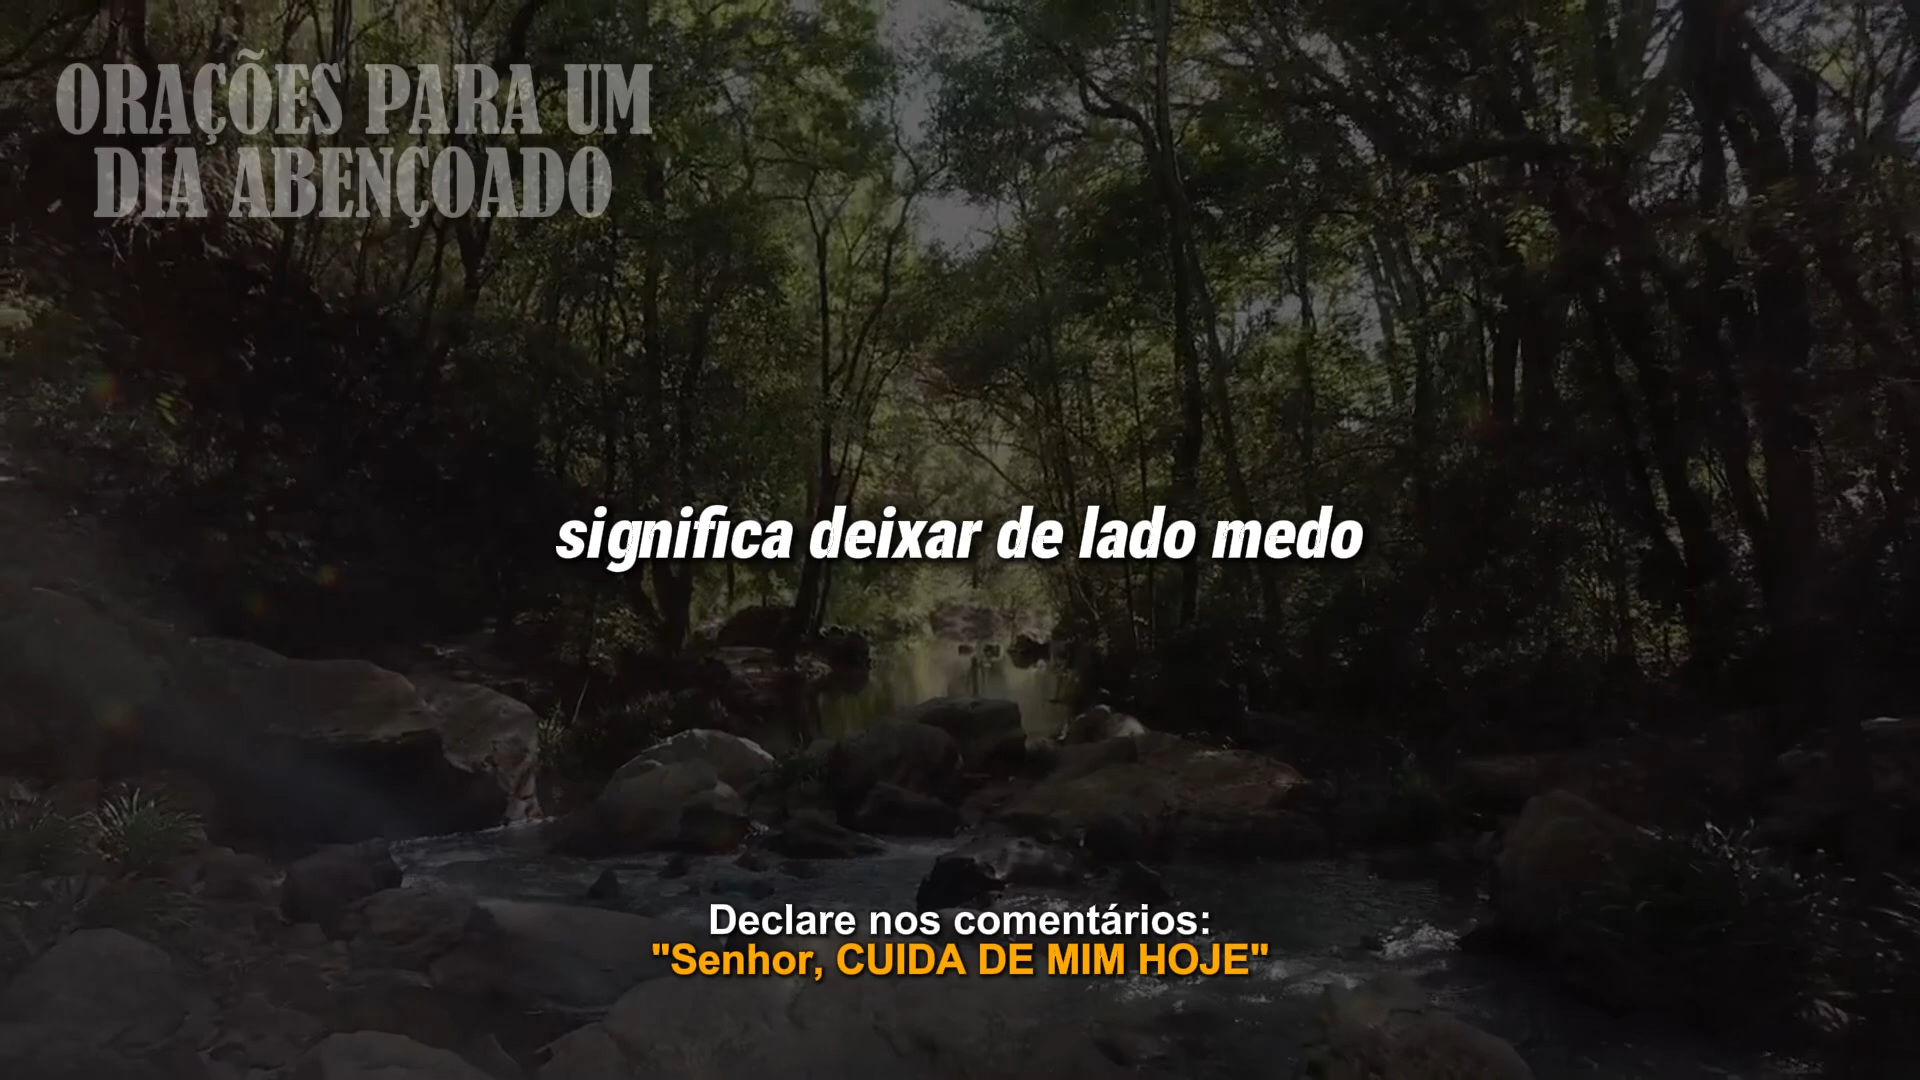 ORAÇÕES PARA UM
DIA ABENÇOADO
significa deixar de lado medo
Declare nos comentários:
"Senhor, CUIDA DE MIM HOJE"